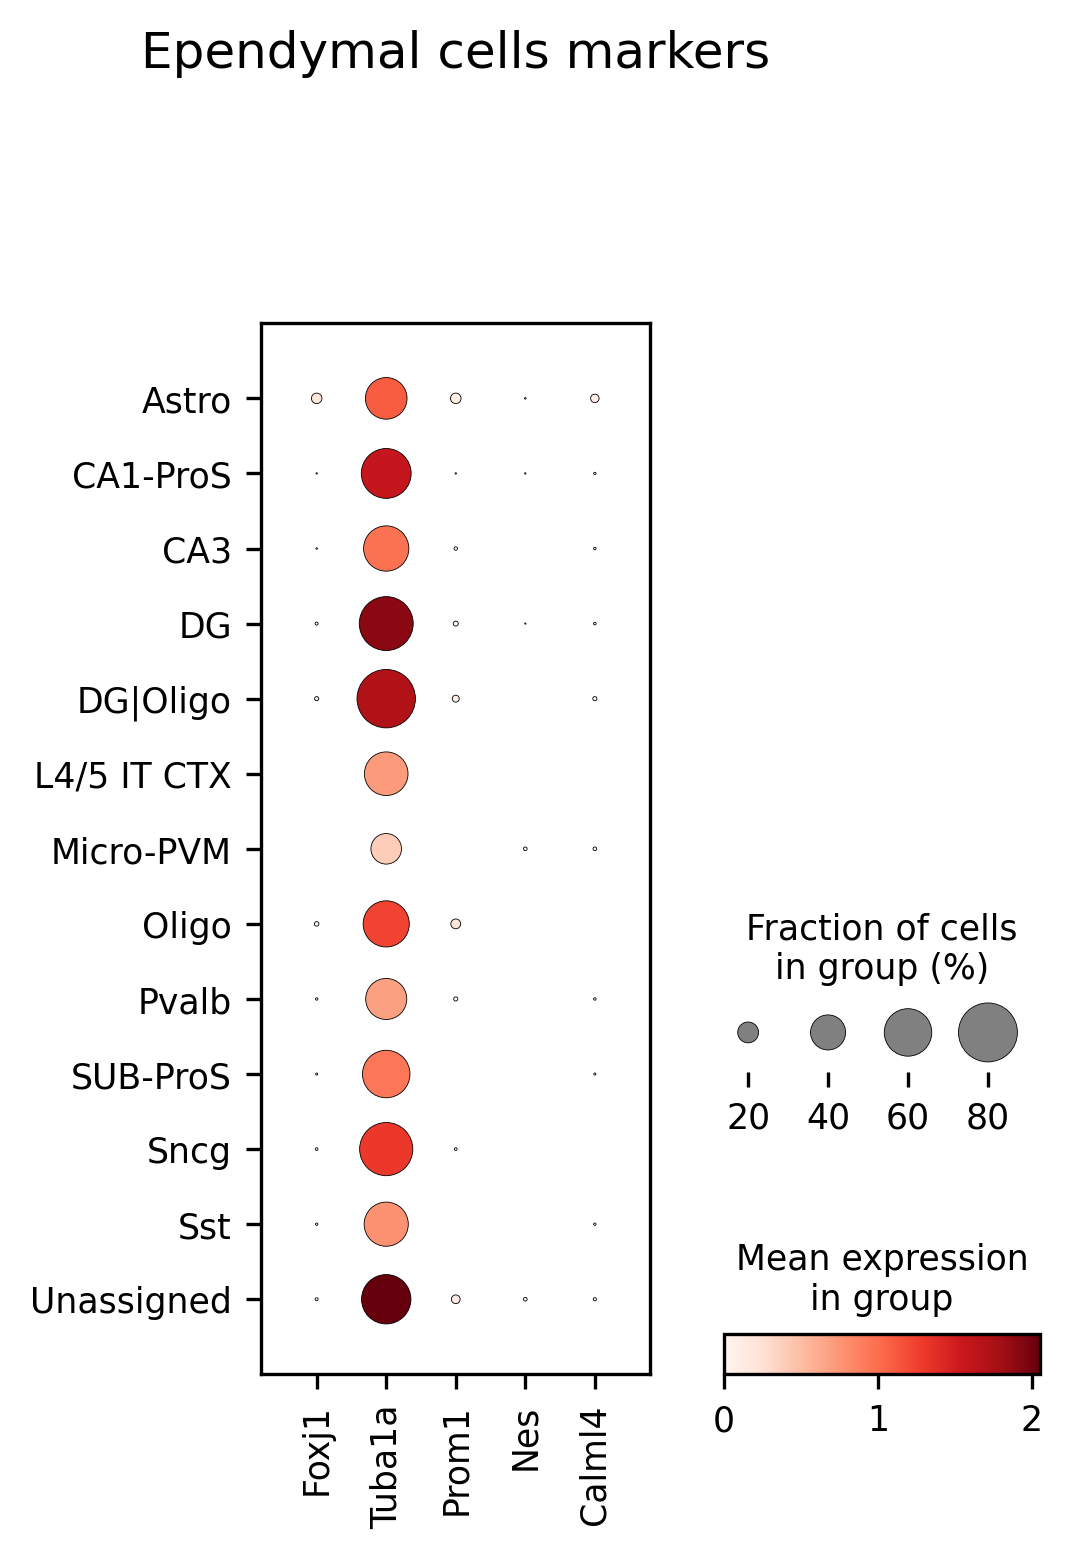 Ependymal cells markers
Astro
CA1-ProS
CA3
DG
DG|Oligo
L4/5 IT CTX
Micro-PVM
Oligo
Pvalb
SUB-ProS
Sncg
Sst
Unassigned
Foxj1
Tuba1a
Prom1
Nes
Calml4
Fraction of cells
in group (%)
20 40 60 80
Mean expression
in group
0 1 2